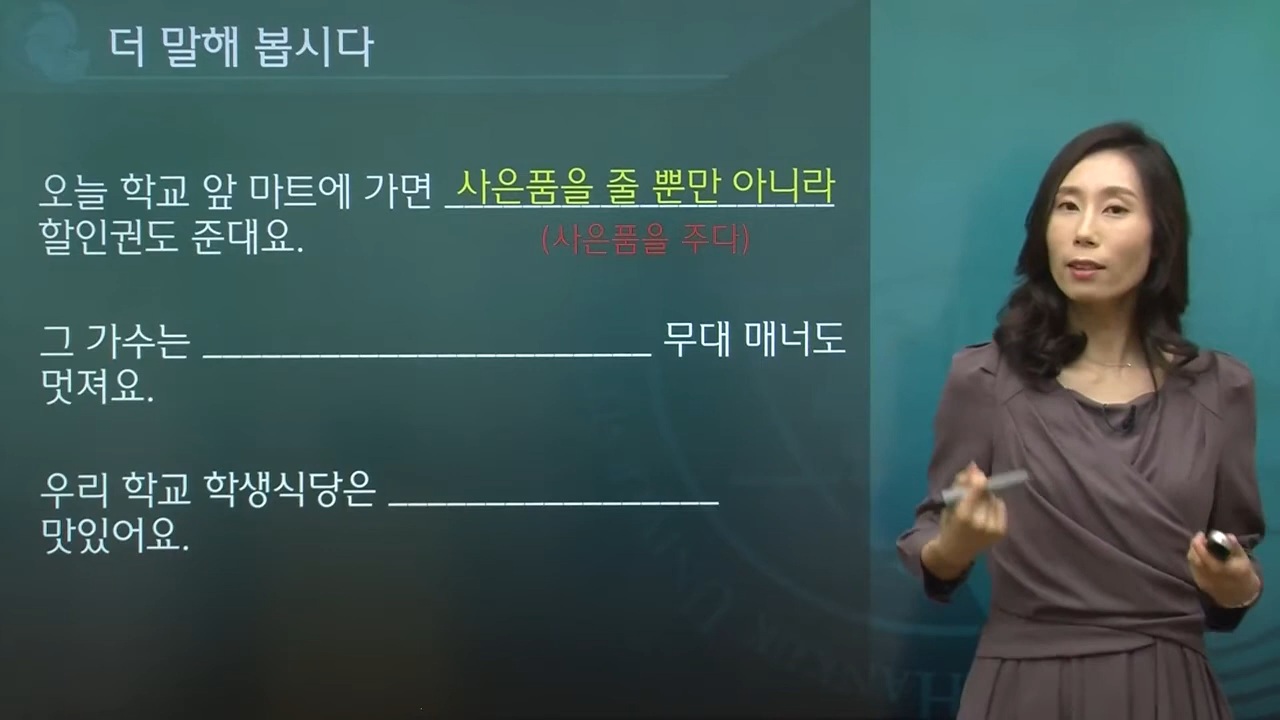 더 말해 봅시다
오늘 학교 앞 마트에 가면 사은품을 줄 뿐만 아니라
할인권도 준대요.
(사은품을 주다)
그 가수는 _______________________ 무대 매너도
멋져요.
우리 학교 학생식당은 _________________
맛있어요.